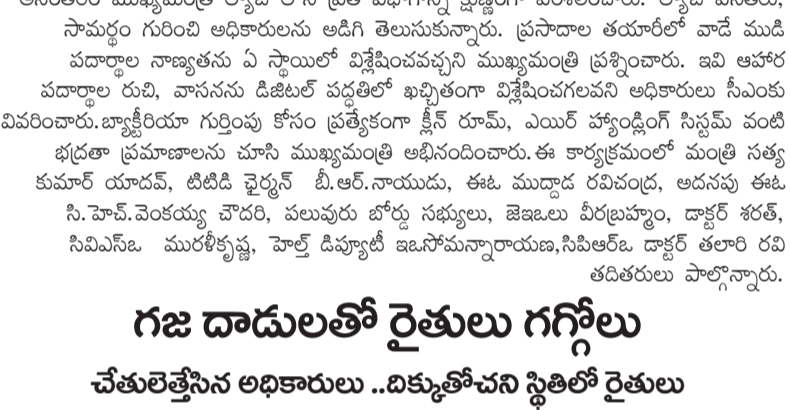 సామర్థం గురించి అధికారులను అడిగి తెలుసుకున్నారు. ప్రసాదాల తయారీలో వాడే ముడి
పదార్థాల నాణ్యతను ఏ స్థాయిలో విశ్లేషించవచ్చని ముఖ్యమంత్రి ప్రశ్నించారు. ఇవి ఆహార
పదార్థాల రుచి, వాసనను డిజిటల్ పద్ధతిలో ఖచ్చితంగా విశ్లేషించగలవని అధికారులు సీఎంకు
వివరించారు.బ్యాక్టీరియా గుర్తింపు కోసం ప్రత్యేకంగా క్లీన్ రూమ్, ఎయిర్ హ్యాండ్లింగ్ సిస్టమ్ వంటి
భద్రతా ప్రమాణాలను చూసి ముఖ్యమంత్రి అభినందించారు.ఈ కార్యక్రమంలో మంత్రి సత్య
కుమార్ యాదవ్, టిటిడి ఛైర్మన్ బీ.ఆర్.నాయుడు, ఈఓ ముద్దాడ రవిచంద్ర, అదనపు ఈఓ
సి.హెచ్.వెంకయ్య చౌదరి, పలువురు బోర్డు సభ్యులు, జెఇఒలు వీరబ్రహ్మం, డాక్టర్ శరత్,
సివిఎస్ఒ మురళీకృష్ణ, హెల్త్ డిప్యూటీ ఇఒసోమన్నారాయణ,సిపిఆర్ఒ డాక్టర్ తలారి రవి
తదితరులు పాల్గొన్నారు.
గజ దాడులతో రైతులు గగ్గోలు
చేతులెత్తేసిన అధికారులు ..దిక్కుతోచని స్థితిలో రైతులు